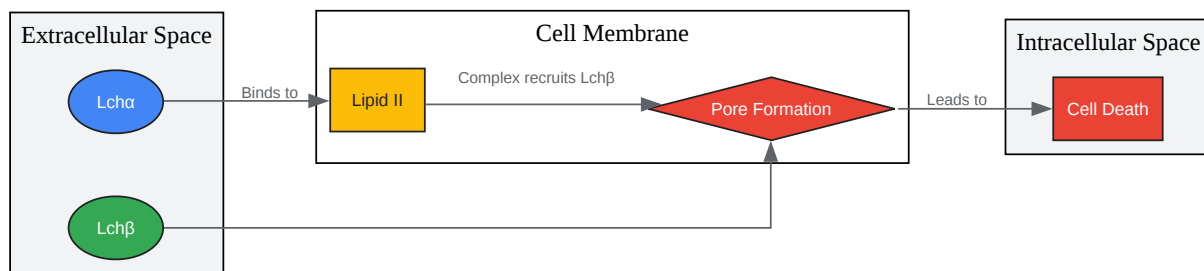 Extracellular Space
Cell Membrane
Intracellular Space
Lchα
Binds to
Lipid II
Complex recruits Lchβ
Pore Formation
Leads to
Cell Death
Lchβ